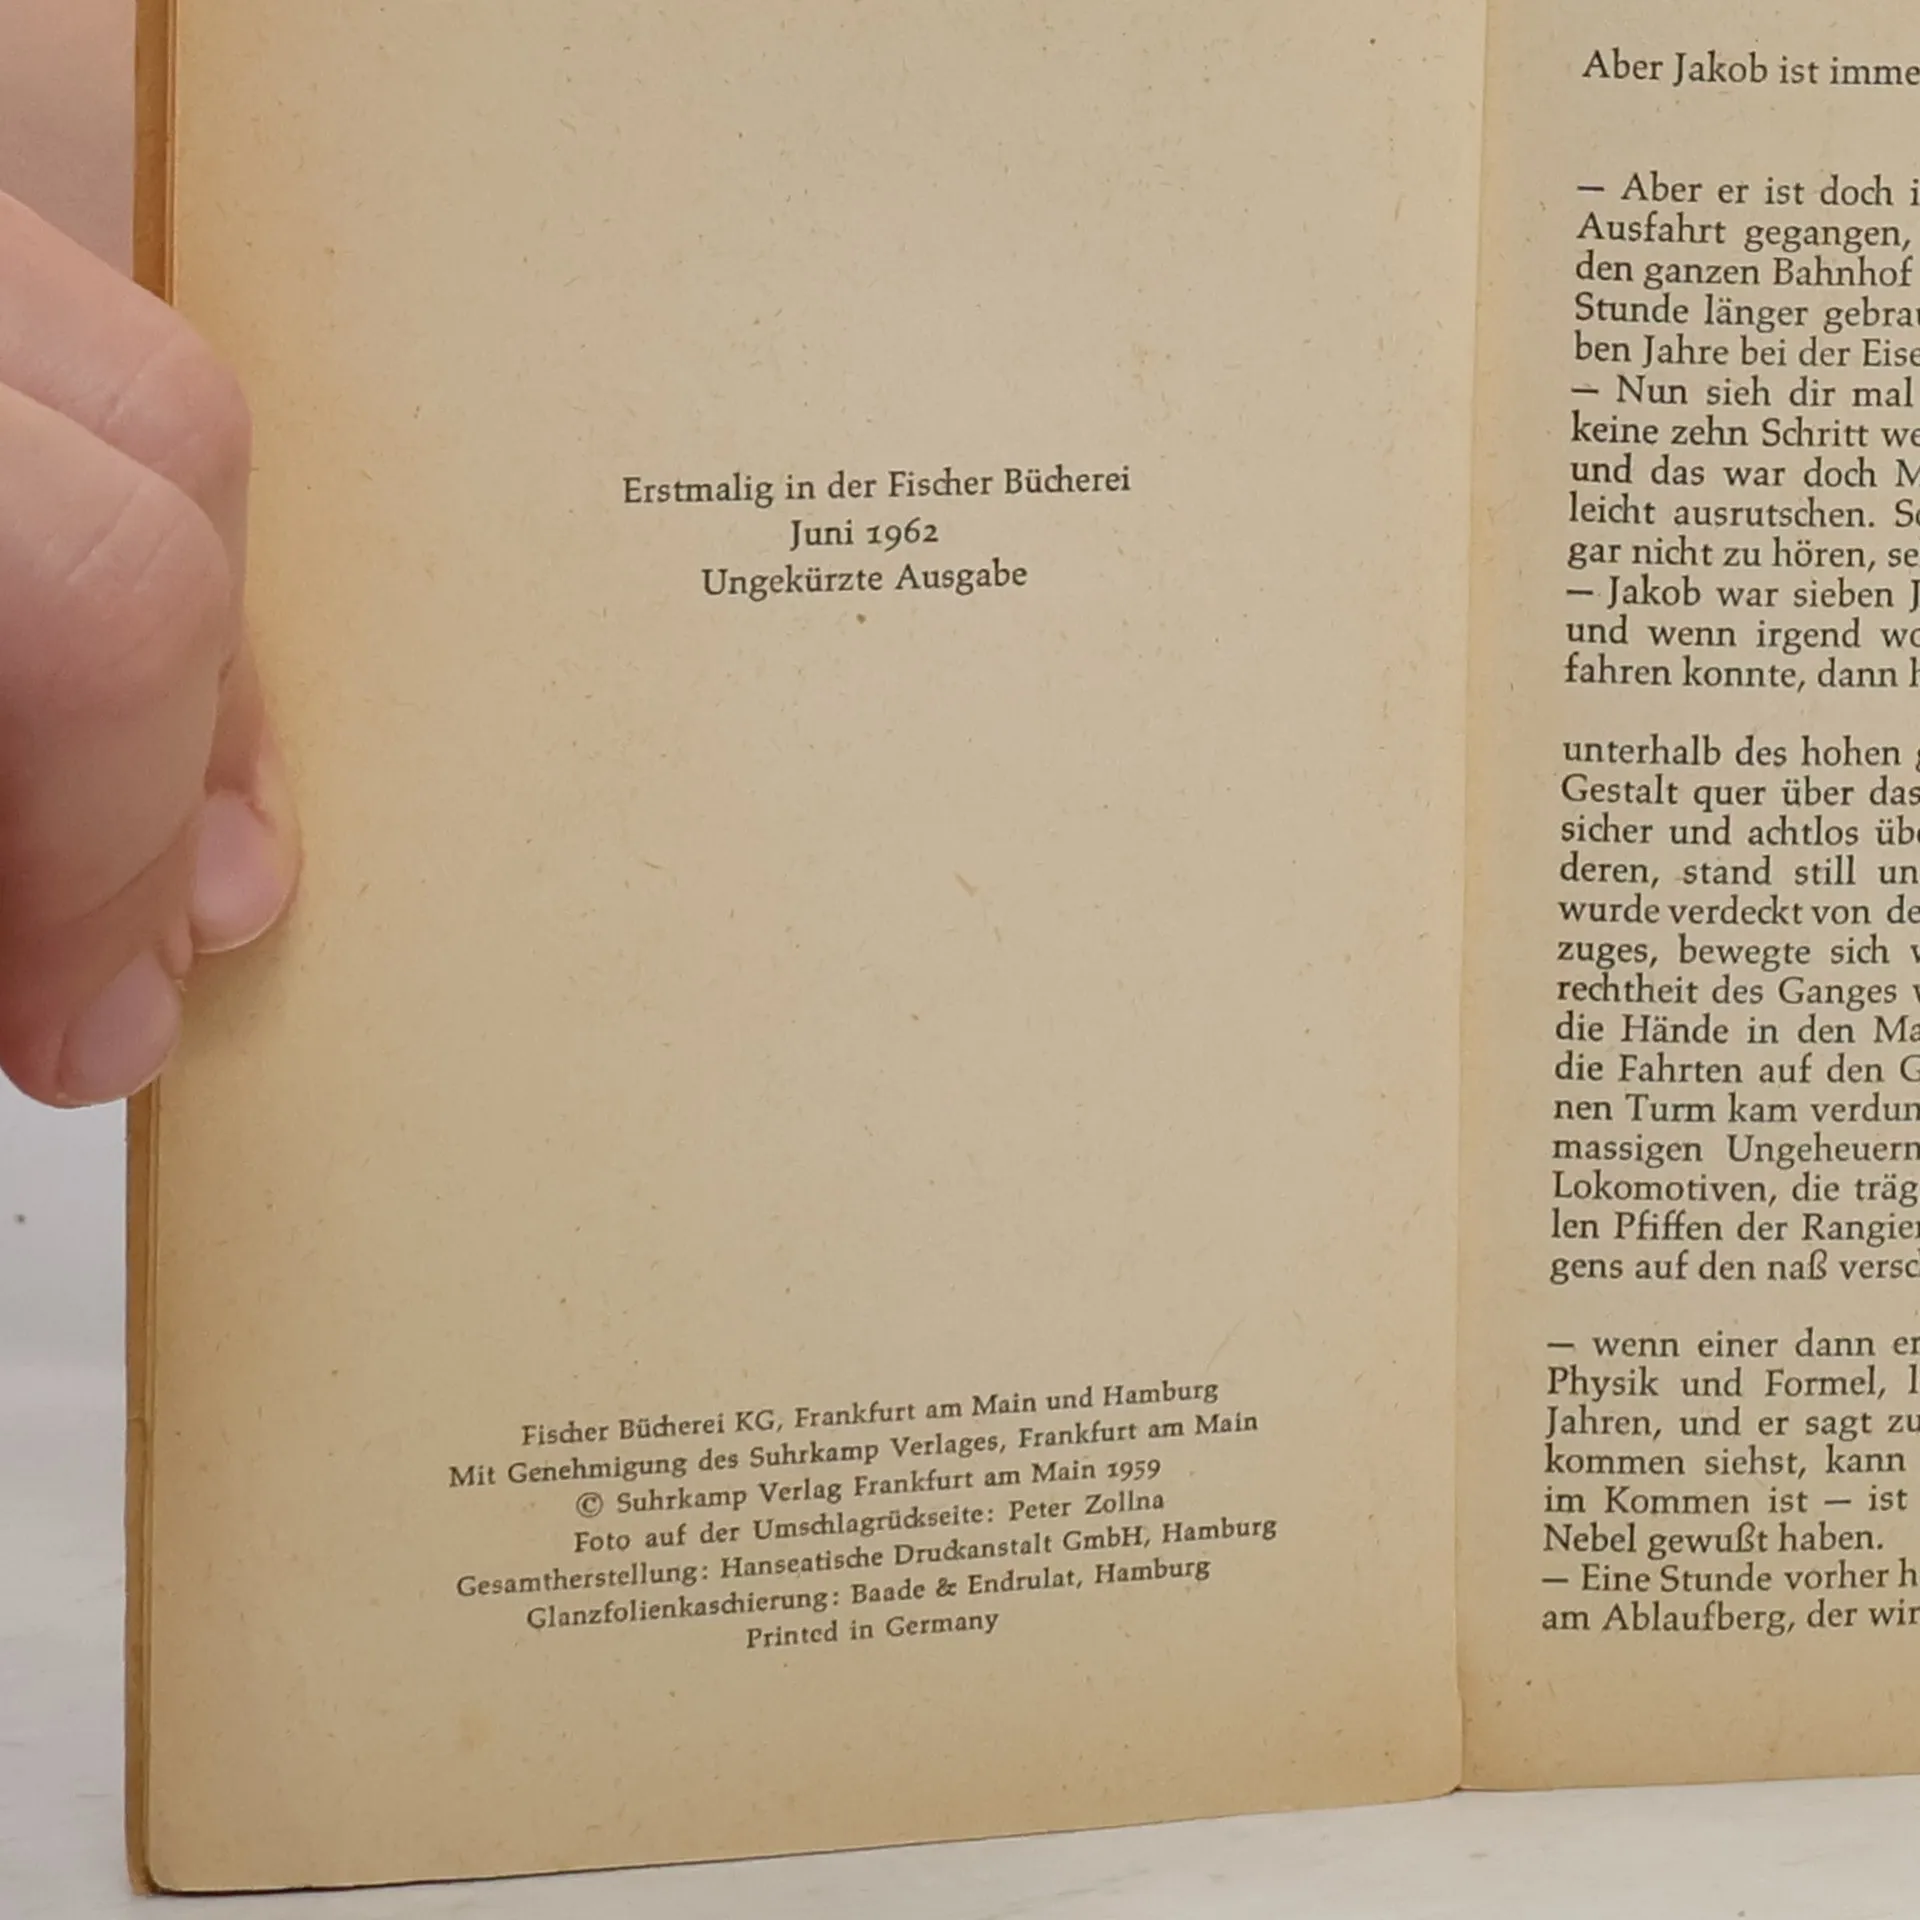 Erstmalig in der Fischer Bücherei
Juni 1962
Ungekürzte Ausgabe
Fischer Bücherei KG, Frankfurt am Main und Hamburg
Mit Genehmigung des Suhrkamp Verlages, Frankfurt am Main
© Suhrkamp Verlag Frankfurt am Main 1959
Foto auf der Umschlagrückseite: Peter Zollna
Gesamtherstellung: Hanseatische Druckanstalt GmbH, Hamburg
Glanzfolienkaschierung: Baade & Endrulat, Hamburg
Printed in Germany
Aber Jakob ist imme
— Aber er ist doch i
Ausfahrt gegangen,
den ganzen Bahnhof
Stunde länger gebrau
ben Jahre bei der Eise
— Nun sieh dir mal
keine zehn Schritt we
und das war doch M
leicht ausrutschen. So
gar nicht zu hören, sei
— Jakob war sieben J
und wenn irgend wo
fahren konnte, dann h
unterhalb des hohen g
Gestalt quer über das
sicher und achtlos übe
deren, stand still un
wurde verdeckt von de
zuges, bewegte sich w
rechtheit des Ganges w
die Hände in den Ma
die Fahrten auf den G
nen Turm kam verdun
massigen Ungeheuern
Lokomotiven, die träg
len Pfiffen der Rangier
gens auf den naß versc
— wenn einer dann er
Physik und Formel, l
Jahren, und er sagt zu
kommen siehst, kann
im Kommen ist — ist
Nebel gewußt haben.
— Eine Stunde vorher h
am Ablaufberg, der wir